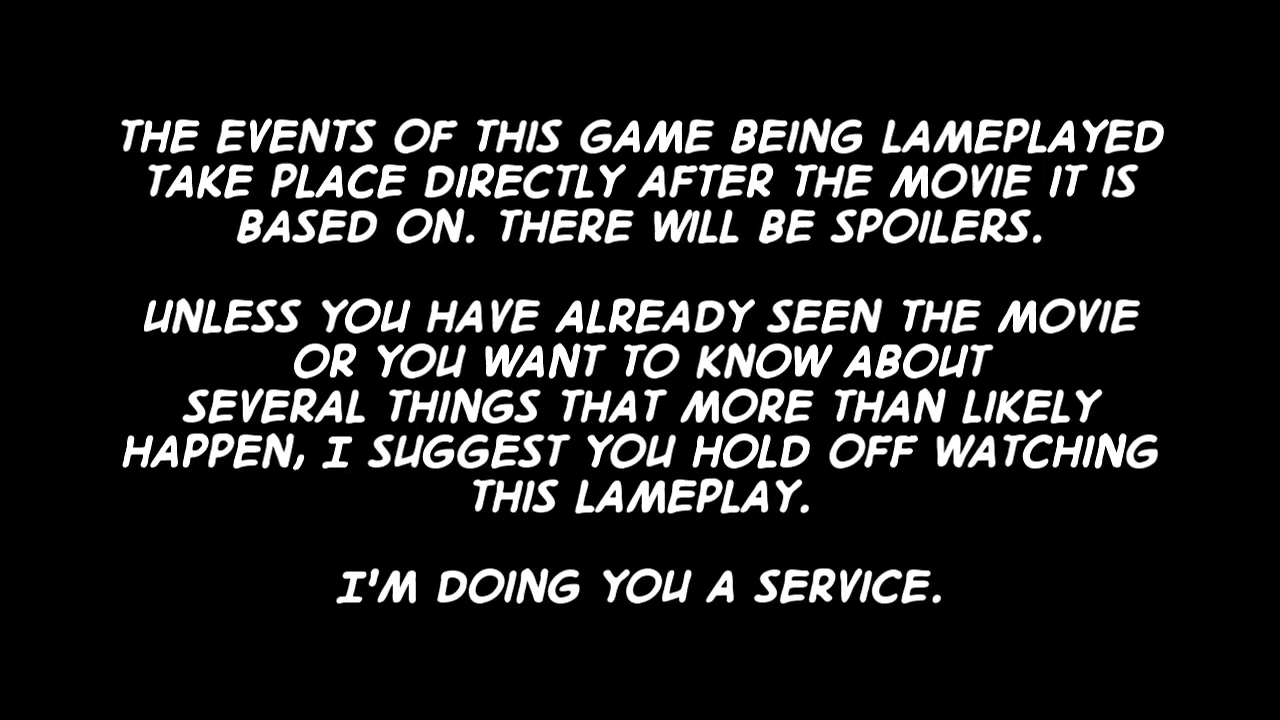 THE EVENTS OF THIS GAME BEING LAMEPLAYED
TAKE PLACE DIRECTLY AFTER THE MOVIE IT IS
BASED ON. THERE WILL BE SPOILERS.
UNLESS YOU HAVE ALREADY SEEN THE MOVIE
OR YOU WANT TO KNOW ABOUT
SEVERAL THINGS THAT MORE THAN LIKELY
HAPPEN, I SUGGEST YOU HOLD OFF WATCHING
THIS LAMEPLAY.
I'M DOING YOU A SERVICE.